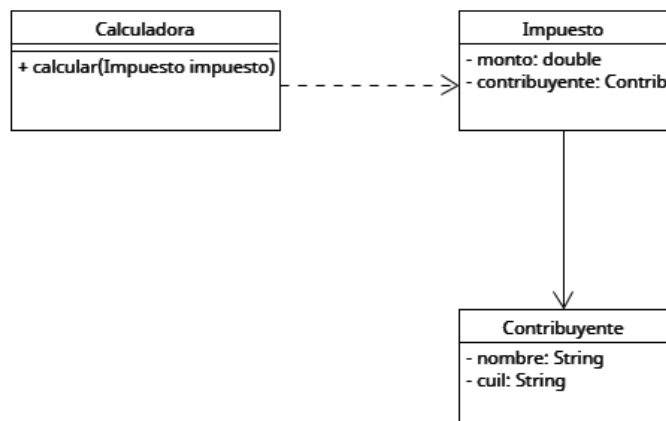 Calculadora
+ calcular(Impuesto impuesto)
Impuesto
- monto: double
- contribuyente: Contrib
Contribuyente
- nombre: String
- cuil: String